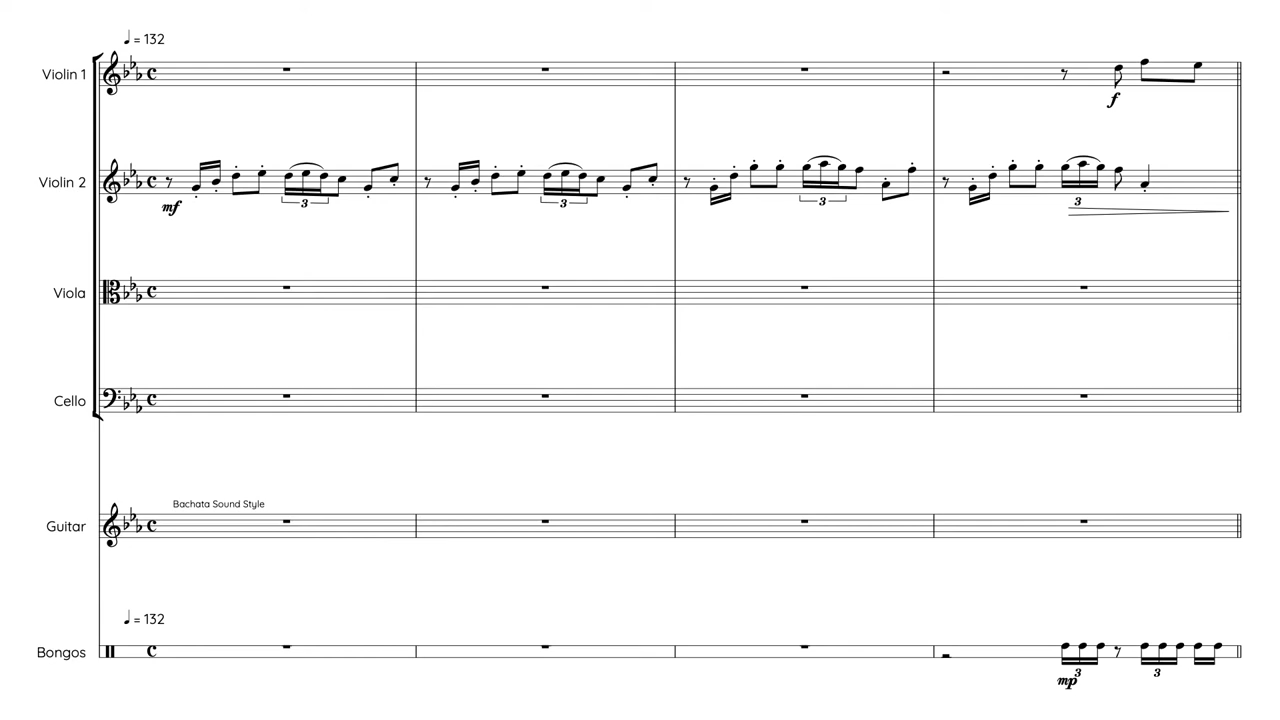 ♩ = 132
Violin 1
f
Violin 2
mf
3
3
3
3
Viola
Cello
Bachata Sound Style
Guitar
♩ = 132
Bongos
3
3
mp